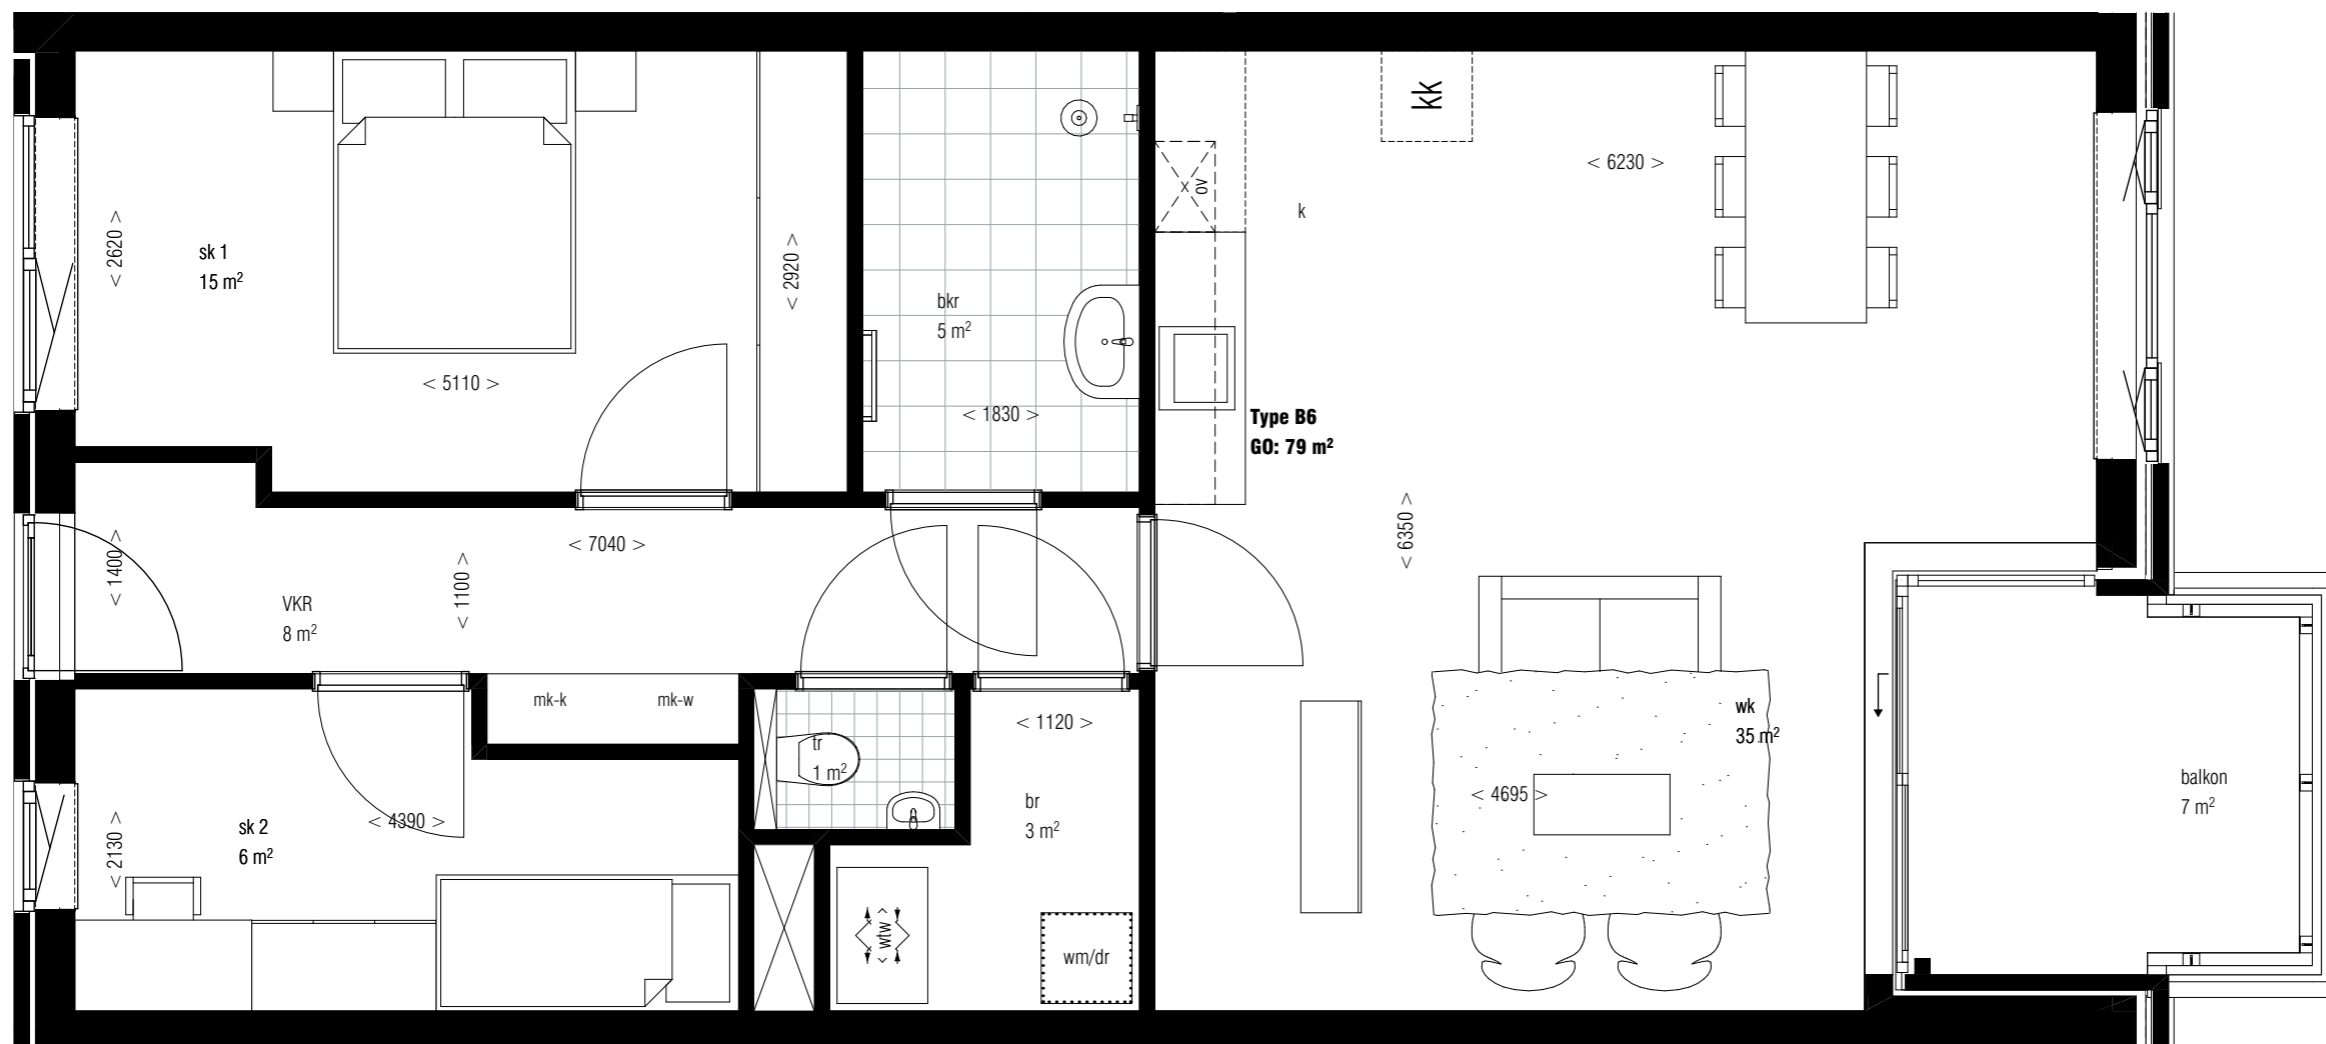 kk
< 6230 >
ov
k
< 2620 >
sk 1
15 m²
< 2920 >
bkr
5 m²
< 5110 >
< 1830 >
Type B6
GO: 79 m²
< 1400 >
< 7040 >
< 1100 >
< 6350 >
VKR
8 m²
mk-k
mk-w
< 1120 >
wk
35 m²
tr
1 m²
balkon
7 m²
< 4695 >
br
3 m²
sk 2
6 m²
< 4390 >
< 2130 >
< wtw >
wm/dr